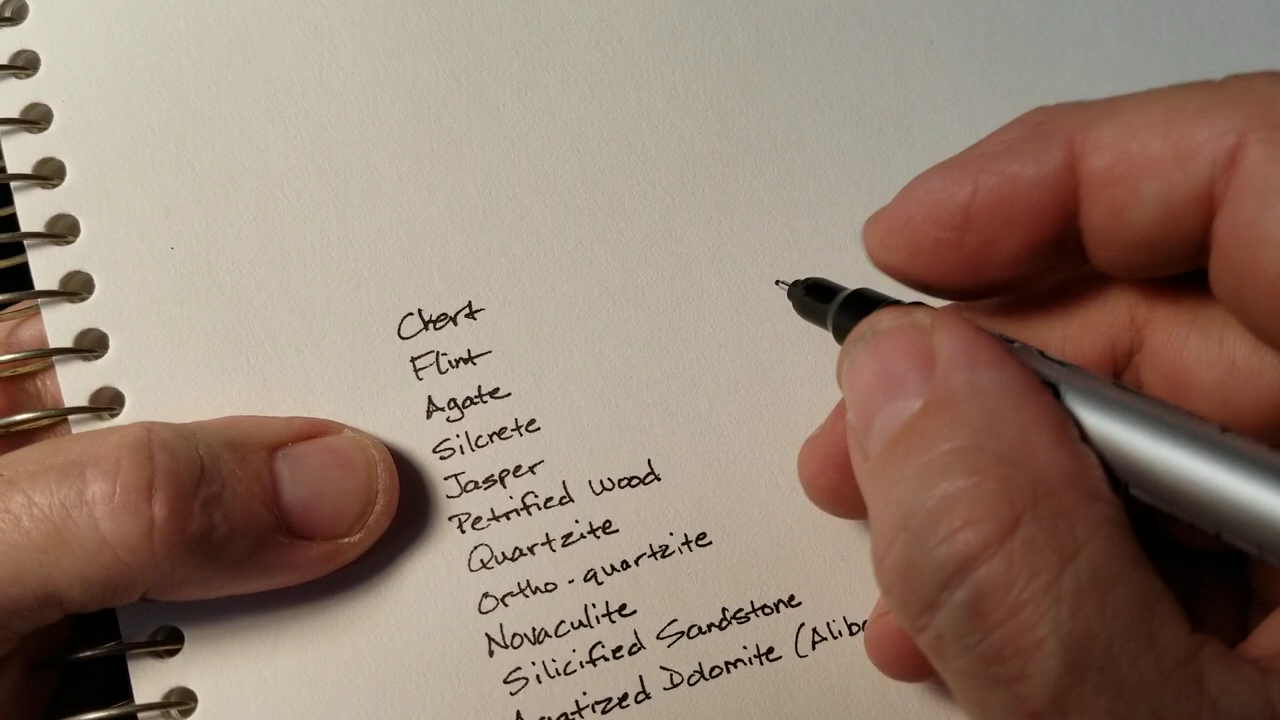 Chert
Flint
Agate
Silcrete
Jasper
Petrified wood
Quartzite
Ortho-quartzite
Novaculite
Silicified Sandstone
Dolomite